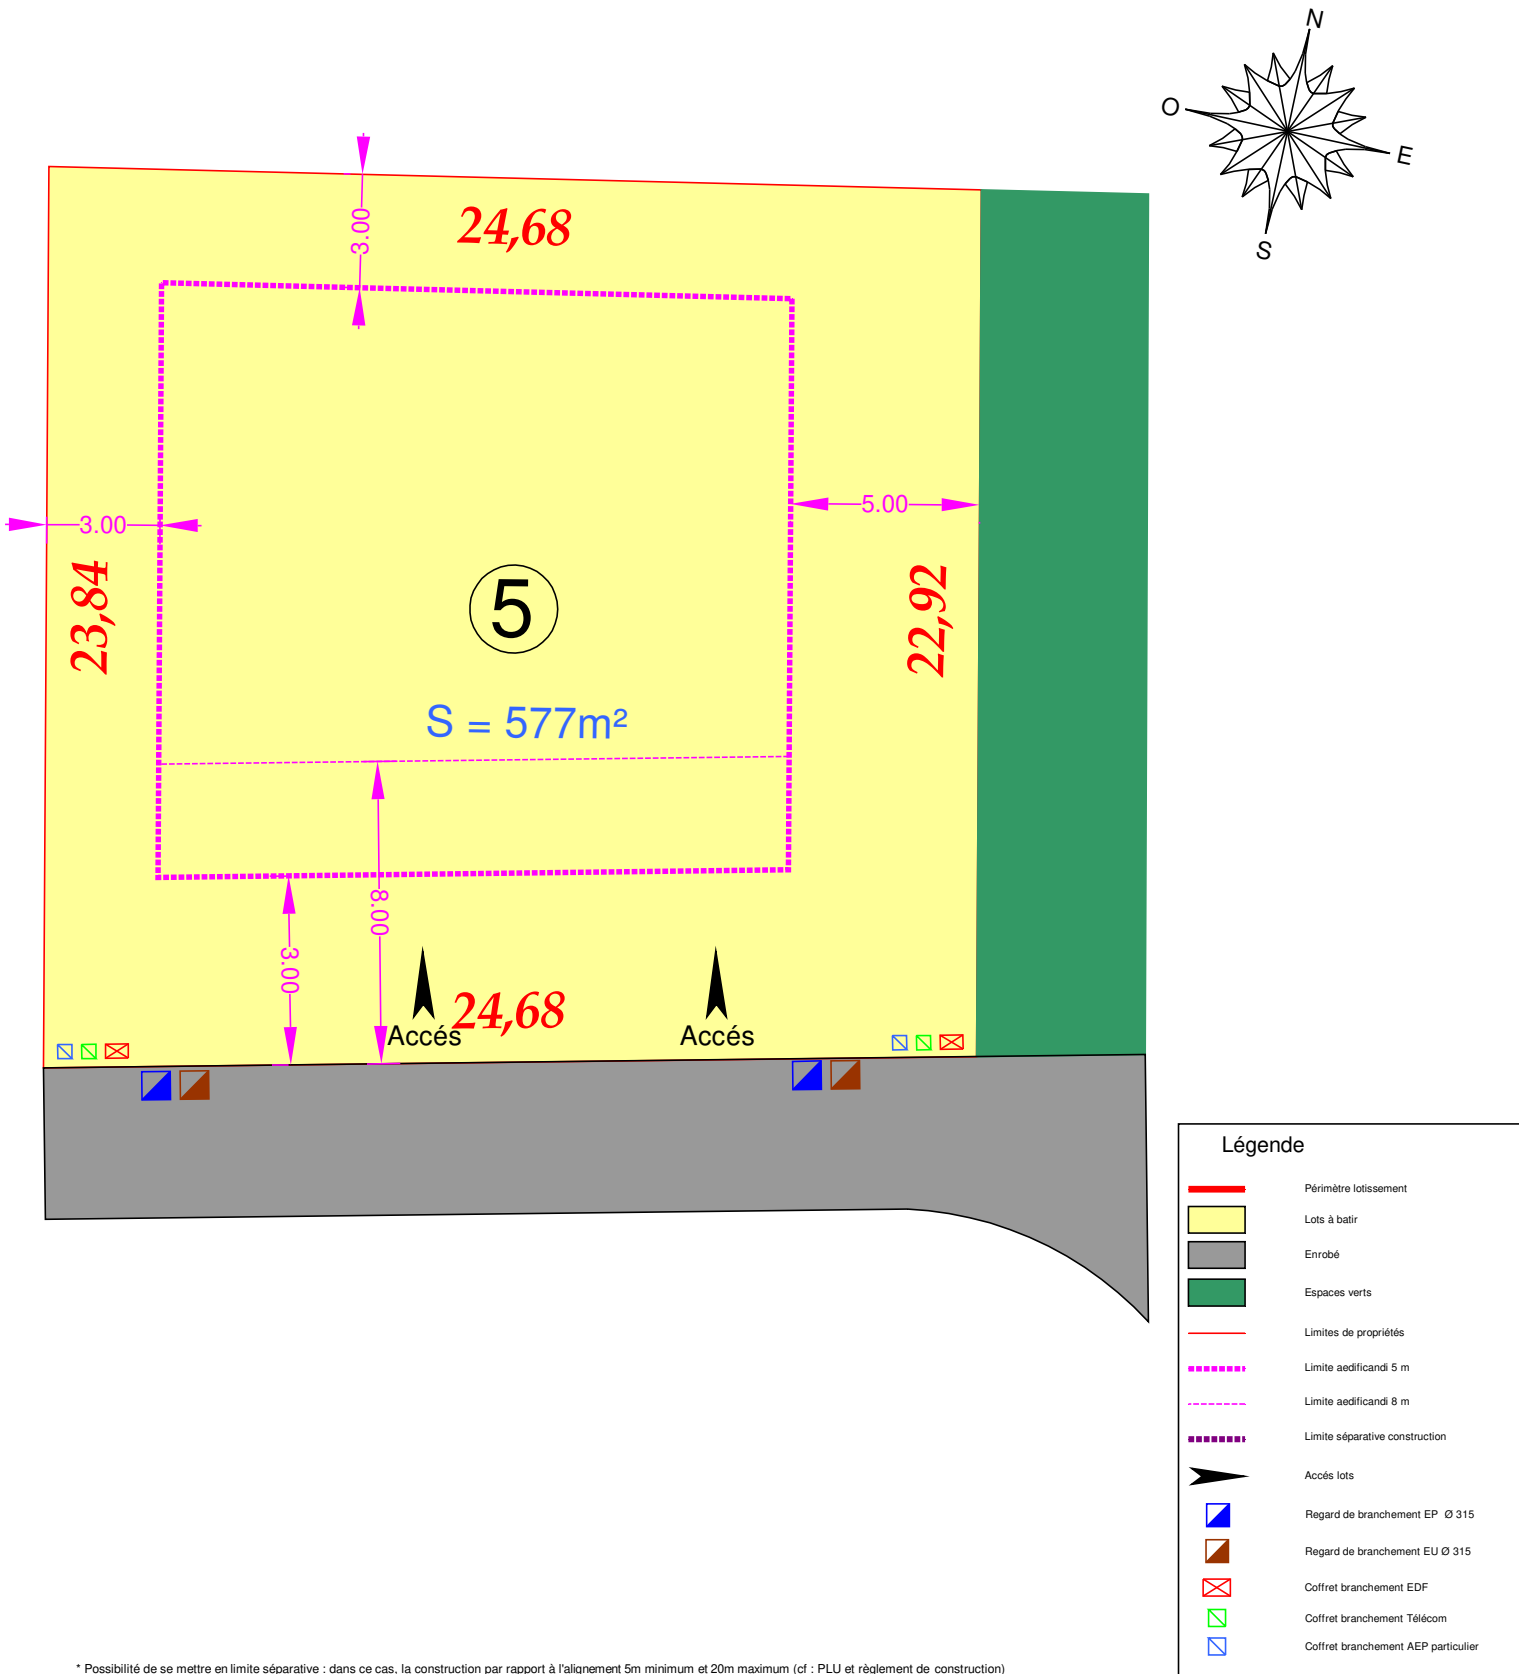 N
O
E
S
3.00
24,68
3.00
5.00
23,84
22,92
5
S = 577m²
8.00
3.00
24,68
Accés
Accés
Légende
Périmètre lotissement
Lots à batir
Enrobé
Espaces verts
Limites de propriétés
Limite aedificandi 5 m
Limite aedificandi 8 m
Limite séparative construction
Accés lots
Regard de branchement EP Ø 315
Regard de branchement EU Ø 315
Coffret branchement EDF
Coffret branchement Télécom
Coffret branchement AEP particulier
* Possibilité de se mettre en limite séparative : dans ce cas, la construction par rapport à l'alignement 5m minimum et 20m maximum (cf : PLU et règlement de construction)